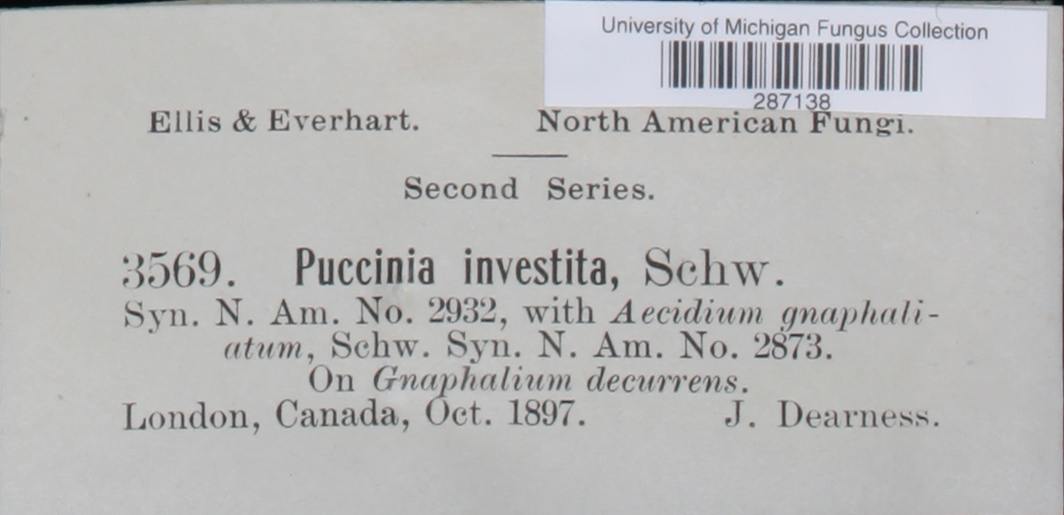 University of Michigan Fungus Collection
287138
Ellis & Everhart. North American Fungi.
Second Series.
3569. Puccinia investita, Schw.
Syn. N. Am. No. 2932, with Aecidium gnaphali-
atum, Schw. Syn. N. Am. No. 2873.
On Gnaphalium decurrens.
London, Canada, Oct. 1897. J. Dearness.